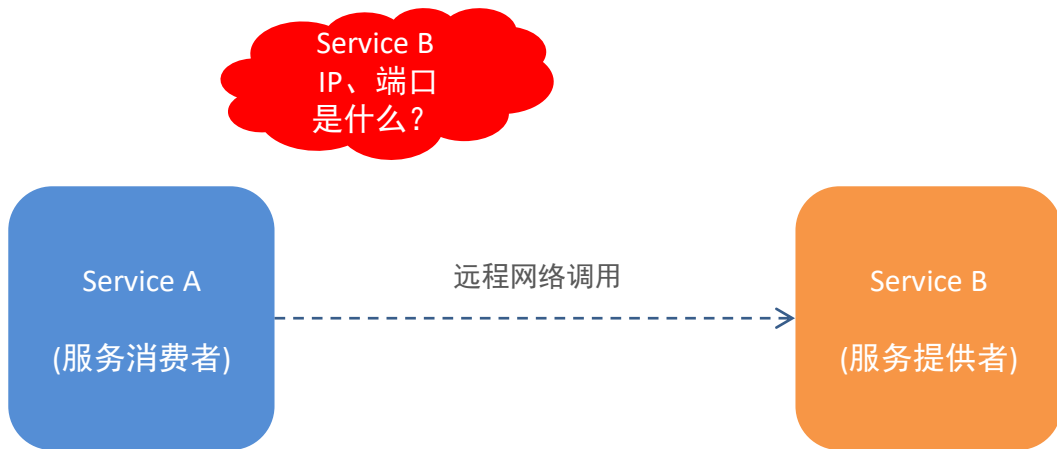 Service B
IP、端口
是什么？
Service A
(服务消费者)
远程网络调用
Service B
(服务提供者)